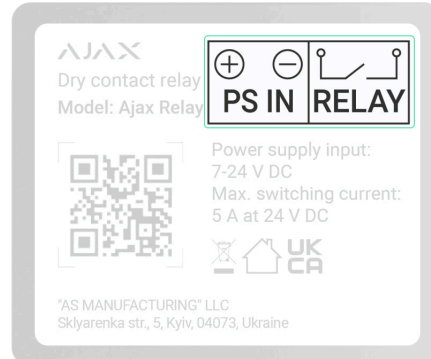 AJAX
Dry contact relay
Model: Ajax Relay
PS IN RELAY
Power supply input:
7-24 V DC
Max. switching current:
5 A at 24 V DC
UK
CA
"AS MANUFACTURING" LLC
Sklyarenka str., 5, Kyiv, 04073, Ukraine